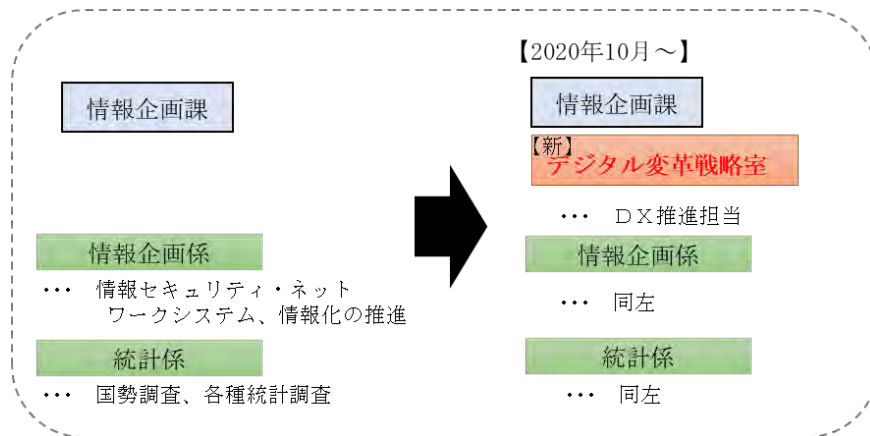 情報企画課
情報企画係
… 情報セキュリティ・ネット
ワークシステム、情報化の推進
統計係
… 国勢調査、各種統計調査
【2020年10月～】
情報企画課
【新】
デジタル変革戦略室
… ＤＸ推進担当
情報企画係
… 同左
統計係
… 同左